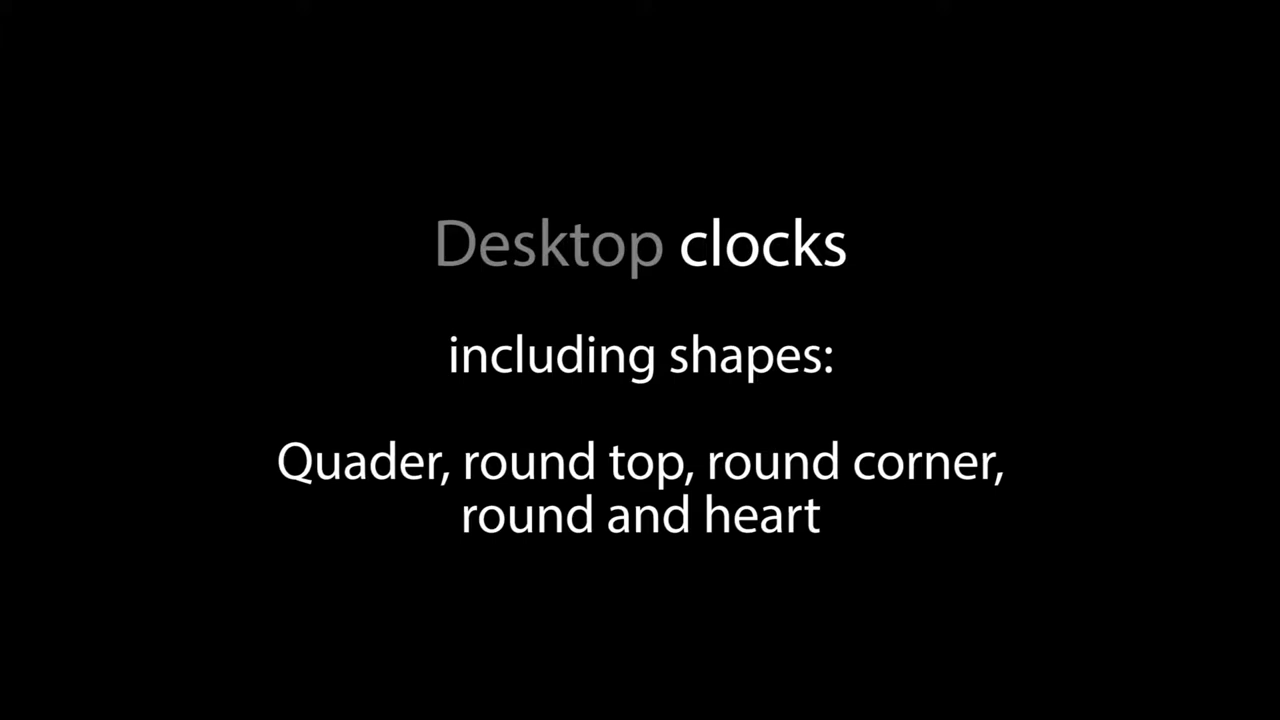 Desktop clocks
including shapes:
Quader, round top, round corner,
round and heart